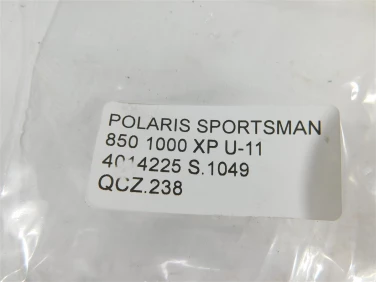 POLARIS SPORTSMAN
850 1000 XP U-11
4014225 S.1049
QCZ.238